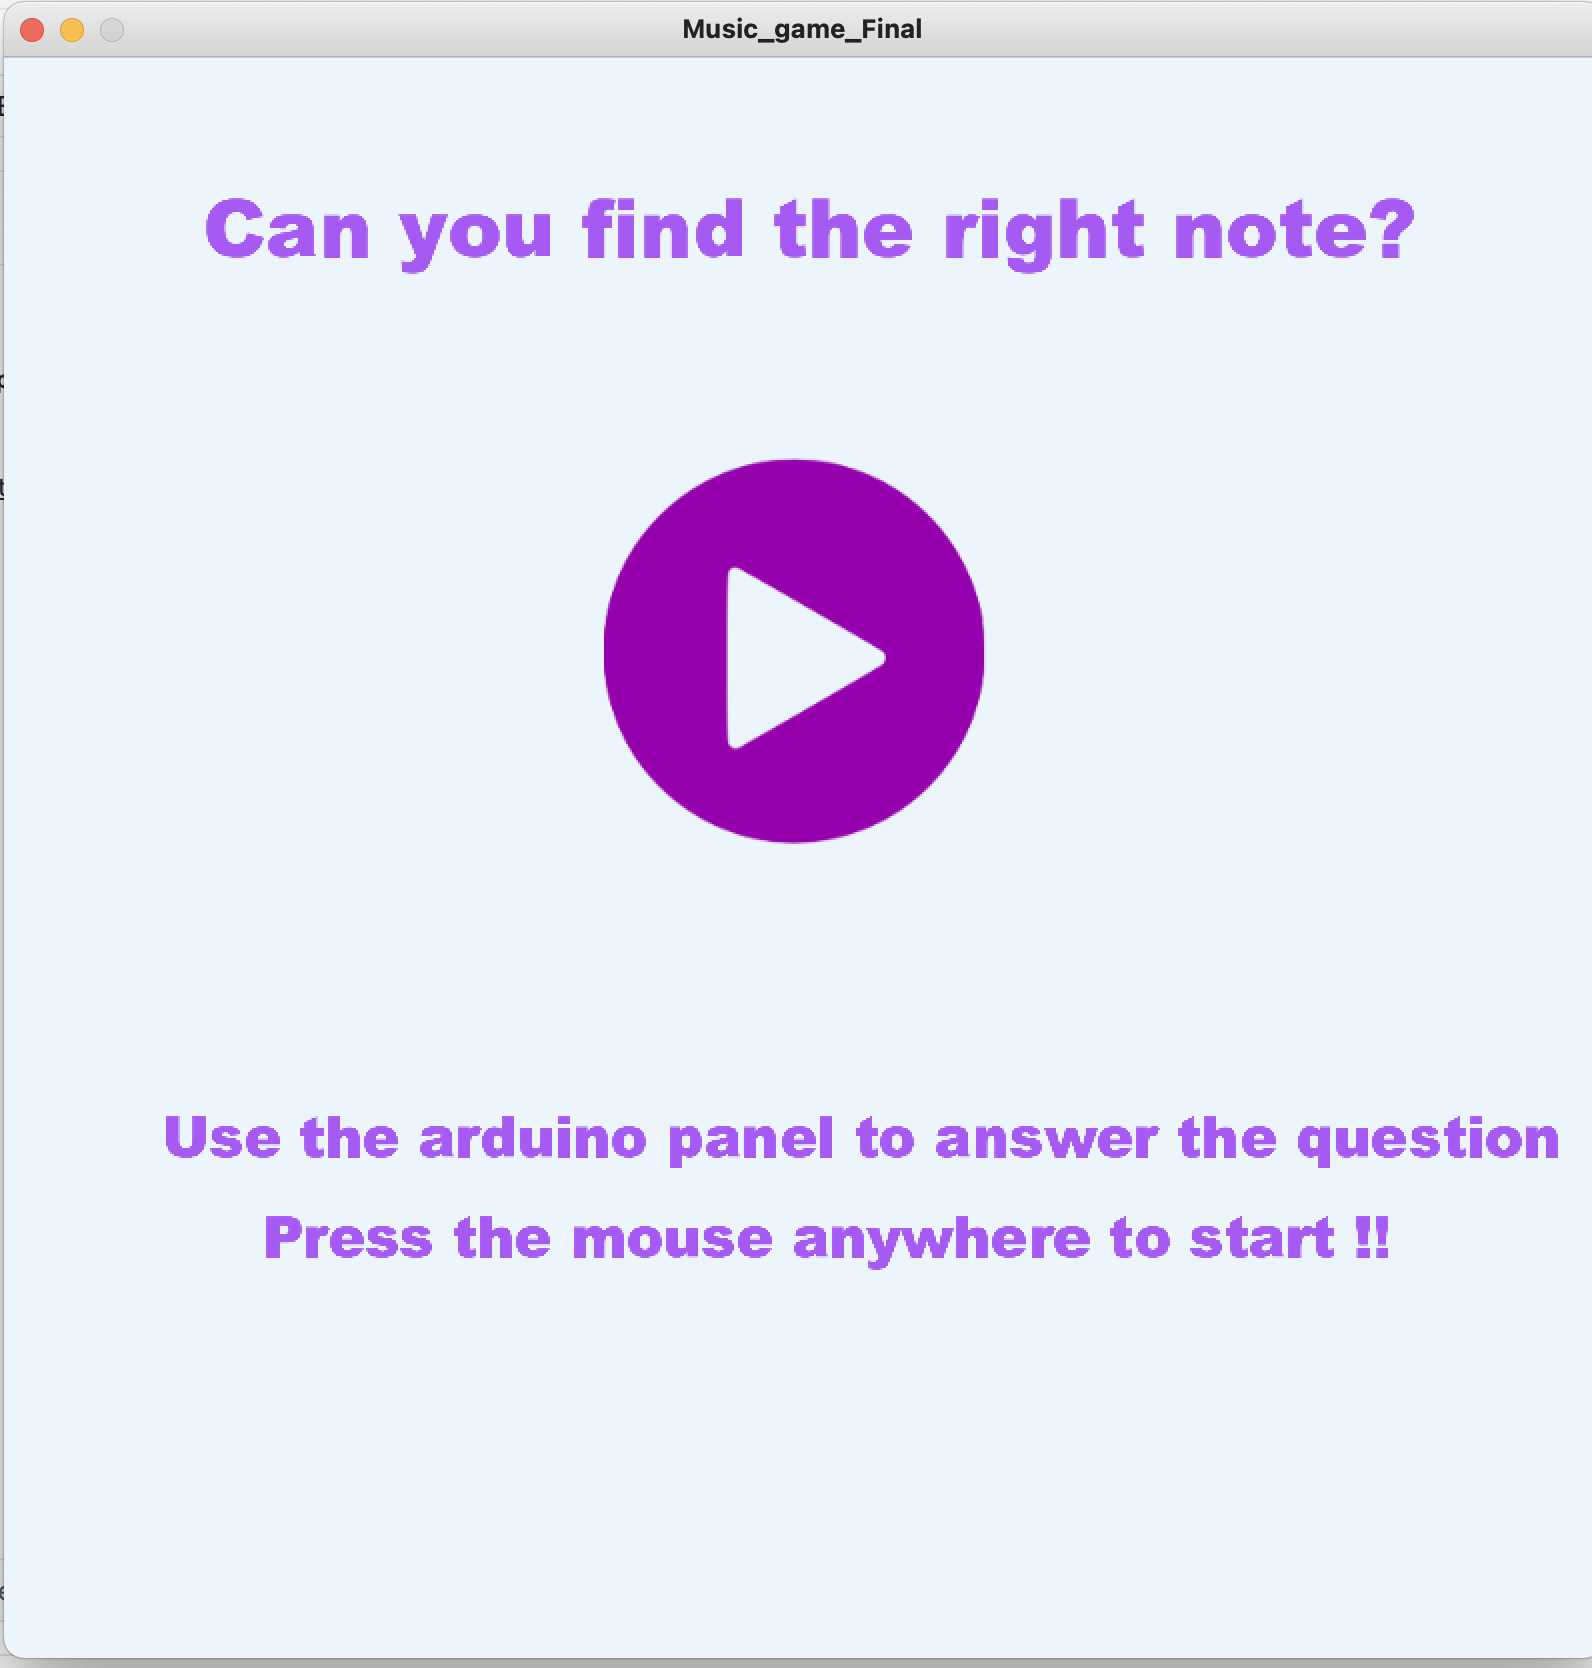 Music_game_Final
Can you find the right note?
Use the arduino panel to answer the question
Press the mouse anywhere to start !!